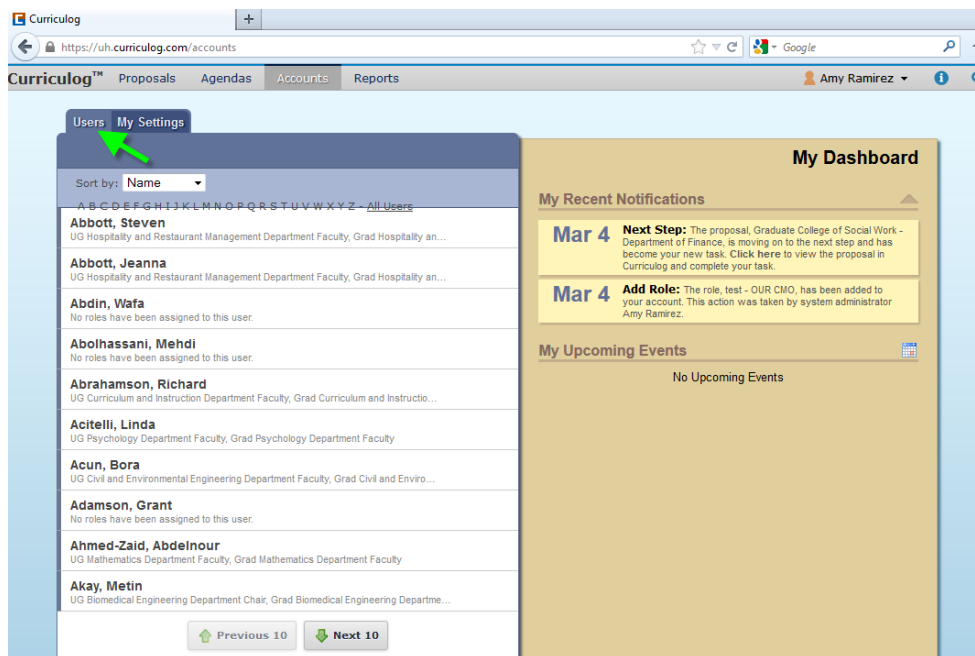 Curriculog
+
https://uh.curriculog.com/accounts
Google
Curriculog™ Proposals Agendas Accounts Reports Amy Ramirez
Users My Settings
Sort by: Name
A B C D E F G H I J K L M N O P Q R S T U V W X Y Z - All Users
Abbott, Steven
UG Hospitality and Restaurant Management Department Faculty, Grad Hospitality an...
Abbott, Jeanna
UG Hospitality and Restaurant Management Department Faculty, Grad Hospitality an...
Abdin, Wafa
No roles have been assigned to this user.
Abolhassani, Mehdi
No roles have been assigned to this user.
Abrahamson, Richard
UG Curriculum and Instruction Department Faculty, Grad Curriculum and Instructio...
Acitelli, Linda
UG Psychology Department Faculty, Grad Psychology Department Faculty
Acun, Bora
UG Civil and Environmental Engineering Department Faculty, Grad Civil and Enviro...
Adamson, Grant
No roles have been assigned to this user.
Ahmed-Zaid, Abdelnour
UG Mathematics Department Faculty, Grad Mathematics Department Faculty
Akay, Metin
UG Biomedical Engineering Department Chair, Grad Biomedical Engineering Departme...
Previous 10 Next 10
My Dashboard
My Recent Notifications
Mar 4
Next Step: The proposal, Graduate College of Social Work -
Department of Finance, is moving on to the next step and has
become your new task. Click here to view the proposal in
Curriculog and complete your task.
Mar 4
Add Role: The role, test - OUR CMO, has been added to
your account. This action was taken by system administrator
Amy Ramirez.
My Upcoming Events
No Upcoming Events